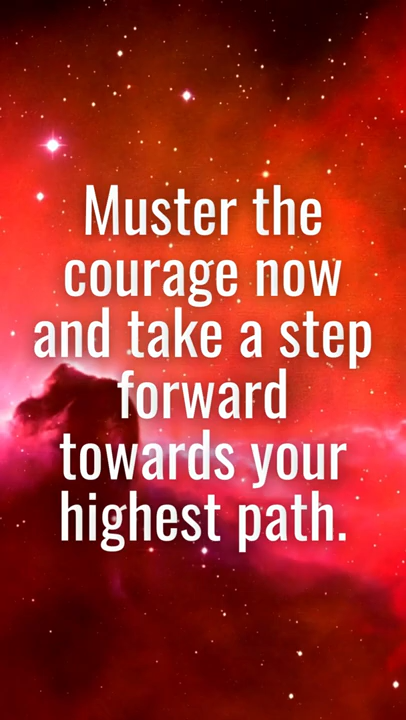 Muster the
courage now
and take a step
forward
towards your
highest path.